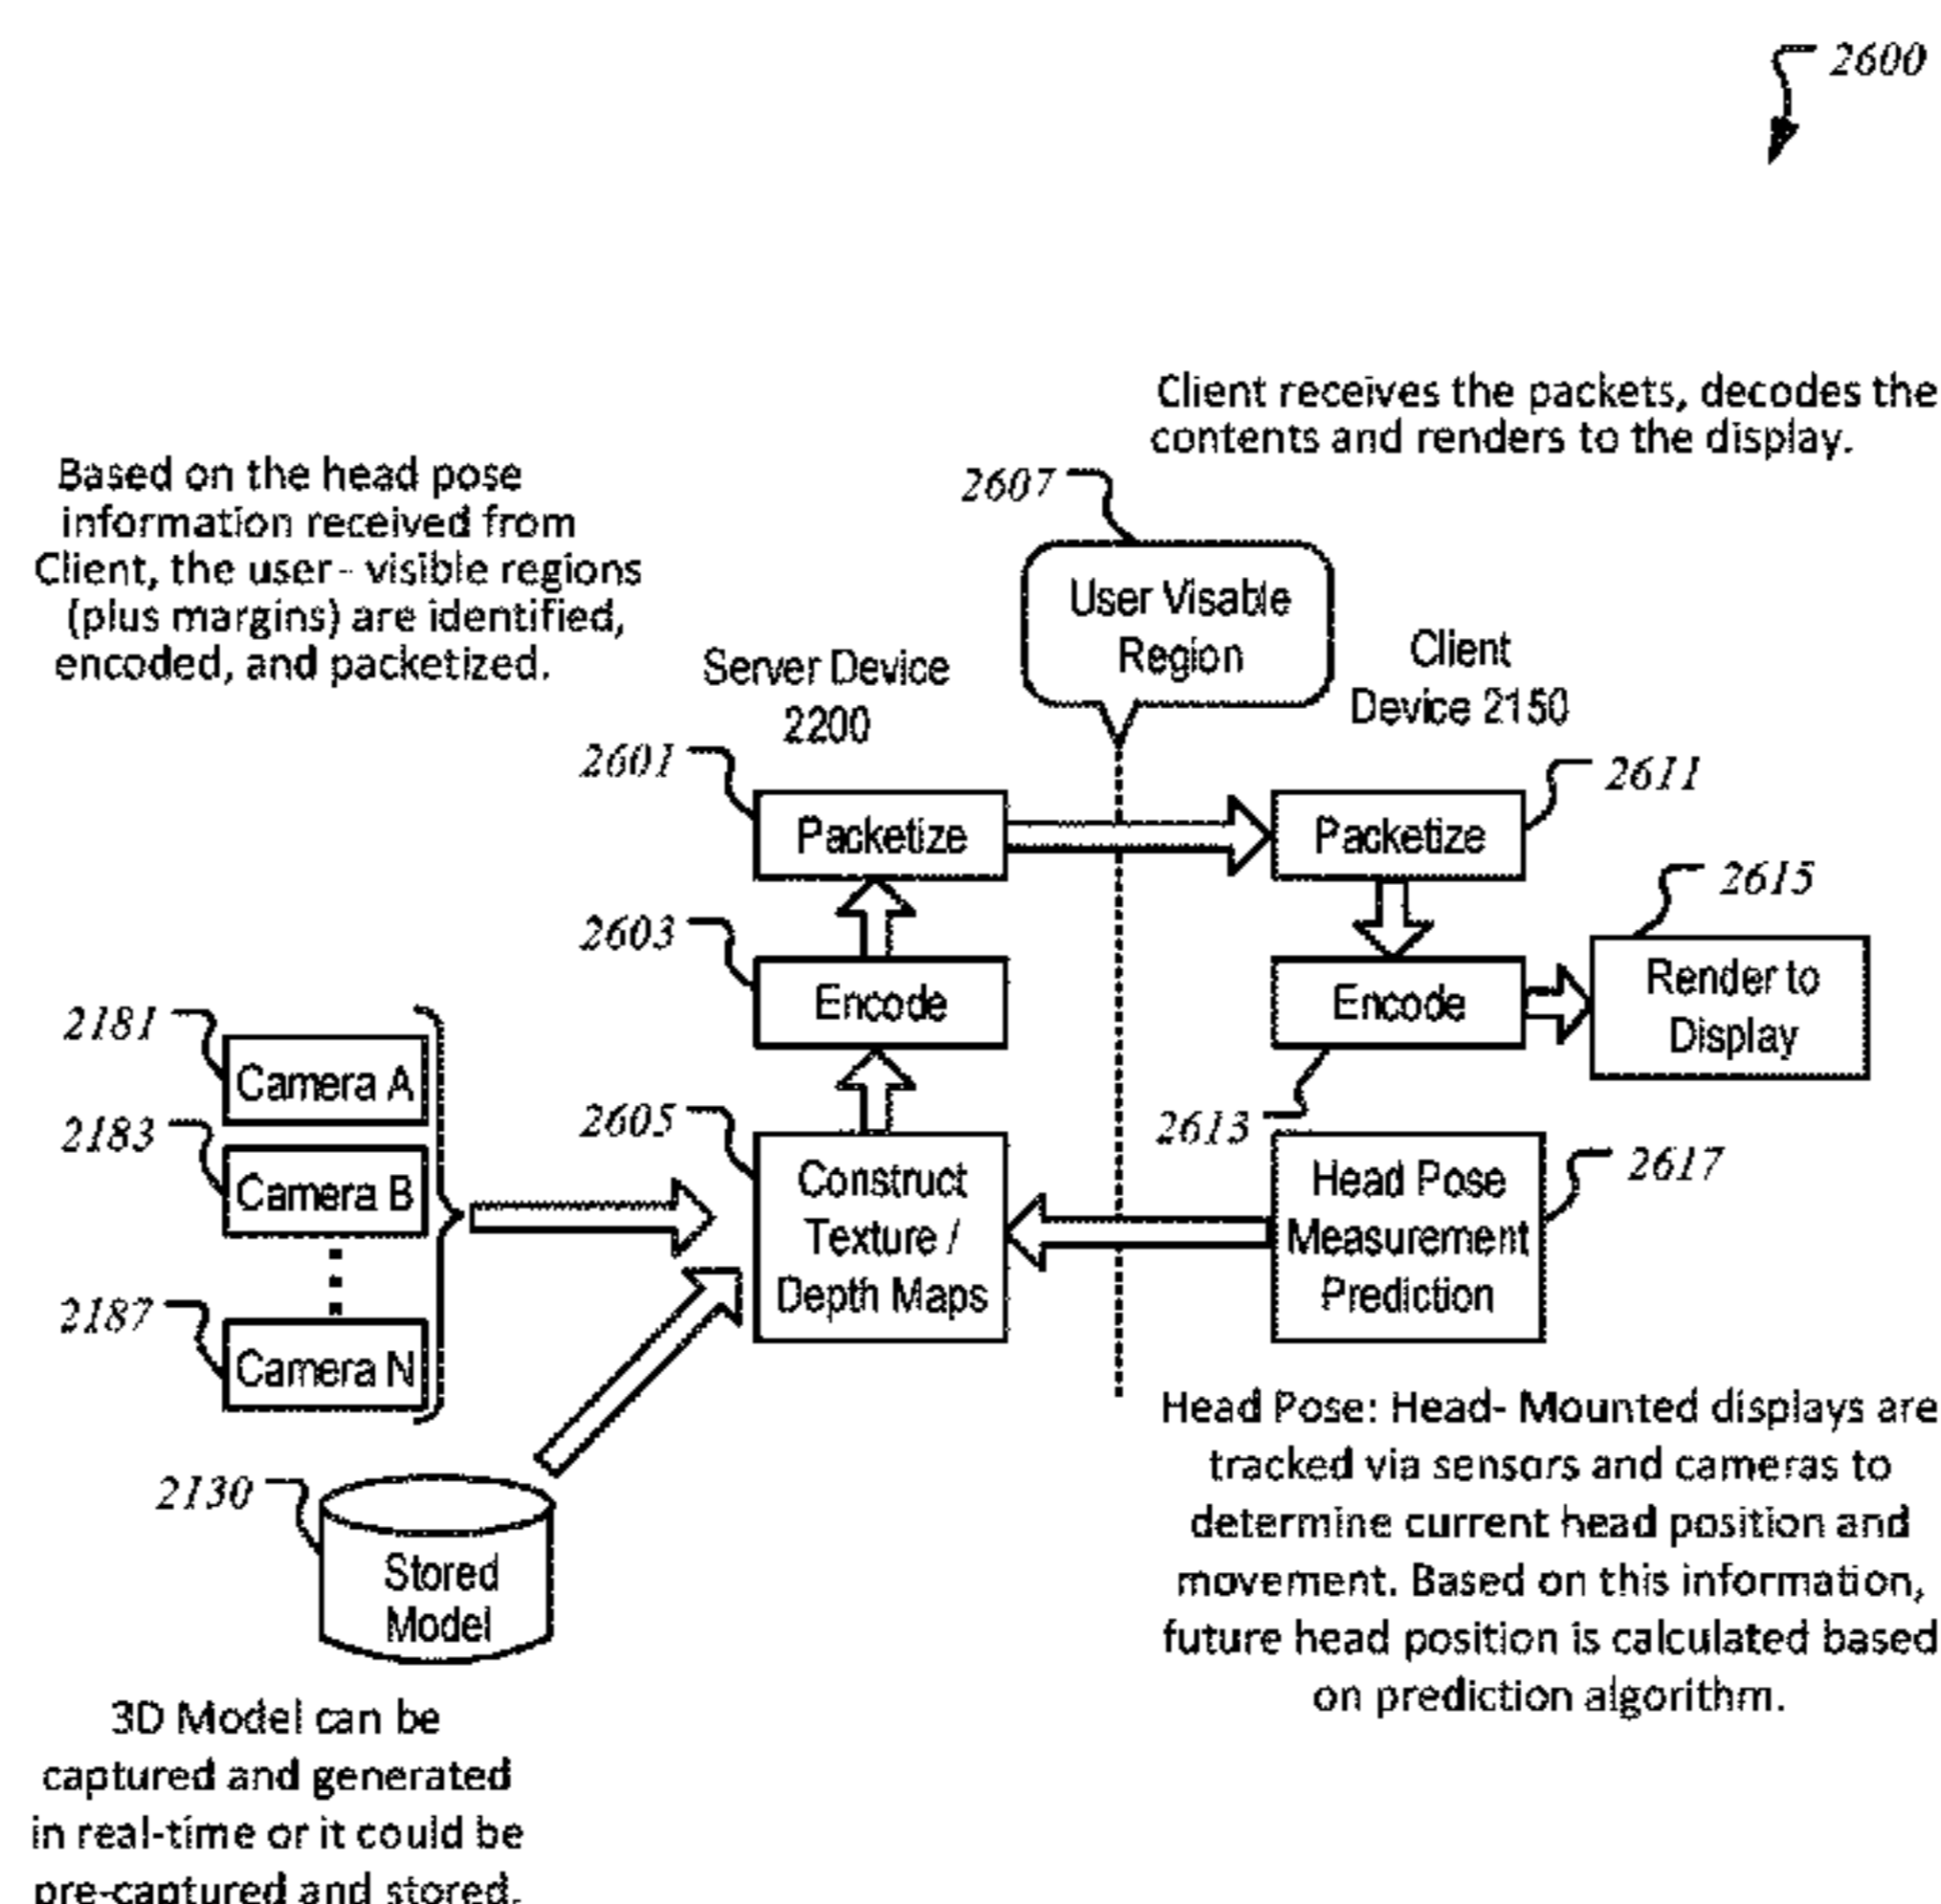 2600
Client receives the packets, decodes the
contents and renders to the display.
Based on the head pose
information received from
Client, the user- visible regions
(plus margins) are identified,
encoded, and packetized.
2607
User Visable
Region
Server Device
2200
Client
Device 2150
2601
Packetize
Packetize
2611
2603
Encode
Encode
2613
2615
Render to
Display
2181
Camera A
2183
Camera B
2187
Camera N
2605
Construct
Texture /
Depth Maps
Head Pose
Measurement
Prediction
2617
2130
Stored
Model
Head Pose: Head- Mounted displays are
tracked via sensors and cameras to
determine current head position and
movement. Based on this information,
future head position is calculated based
on prediction algorithm.
3D Model can be
captured and generated
in real-time or it could be
pre-captured and stored.